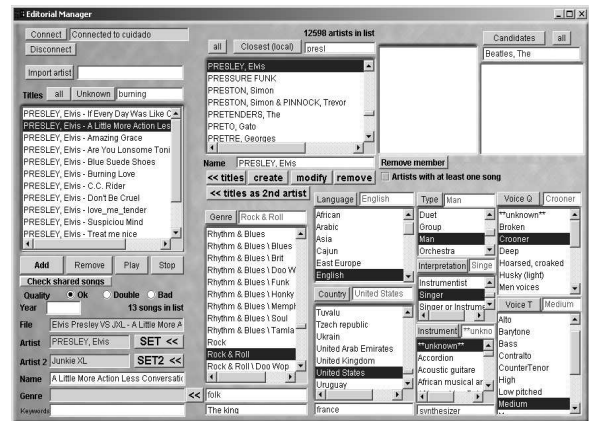 Editorial Manager
Connect Connected to cuidado
Disconnect
Import artist
Titles all Unknown burning
PRESLEY, Elvis - If Every Day Was Like C
PRESLEY, Elvis - A Little More Action Les
PRESLEY, Elvis - Amazing Grace
PRESLEY, Elvis - Are You Lonsome Toni
PRESLEY, Elvis - Blue Suede Shoes
PRESLEY, Elvis - Burning Love
PRESLEY, Elvis - C.C. Rider
PRESLEY, Elvis - Don't Be Cruel
PRESLEY, Elvis - love_me_tender
PRESLEY, Elvis - Suspiciou Mind
PRESLEY, Elvis - Treat me nice
Add Remove Play Stop
Check shared songs
Quality Ok Double Bad
Year 13 songs in list
File Elvis Presley VS JXL - A Little More A
Artist PRESLEY, Elvis SET <<
Artist 2 Junkie XL SET2 <<
Name A Little More Action Less Conversatio
Genre <<
Keywords
12598 artists in list
all Closest (local) presl
PRESLEY, Elvis
PRESSURE FUNK
PRESTON, Simon
PRESTON, Simon & PINNOCK, Trevor
PRETENDERS, The
PRETO, Gato
PRETRE, Georges
Name PRESLEY, Elvis
<< titles create modify remove
<< titles as 2nd artist
Candidates all
Beatles, The
Remove member
Artists with at least one song
Genre Rock & Roll
Rhythm & Blues
Rhythm & Blues \ Blues
Rhythm & Blues \ Brit
Rhythm & Blues \ Doo W
Rhythm & Blues \ Funk
Rhythm & Blues \ Honky
Rhythm & Blues \ Memph
Rhythm & Blues \ Soul
Rhythm & Blues \ Tamla
Rock
Rock & Roll
Rock & Roll \ Doo Wop
folk
The king
Language English
African
Arabic
Asia
Cajun
East Europe
English
Country United States
Tuvalu
Tzech republic
Ukrain
United Arab Emirates
United Kingdom
United States
Uruguay
france
Type Man
Duet
Group
Man
Orchestra
Interpretation Singe
Instrumentist
Singer
Singer or Instrume
Instrument **unkno
**unknown**
Accordion
Acoustic guitare
African musical ar
synthesizer
Voice Q Crooner
**unknown**
Broken
Crooner
Deep
Hoarsed, croaked
Husky (light)
Men voices
Voice T Medium
Alto
Barytone
Bass
Contralto
CounterTenor
High
Low pitched
Medium